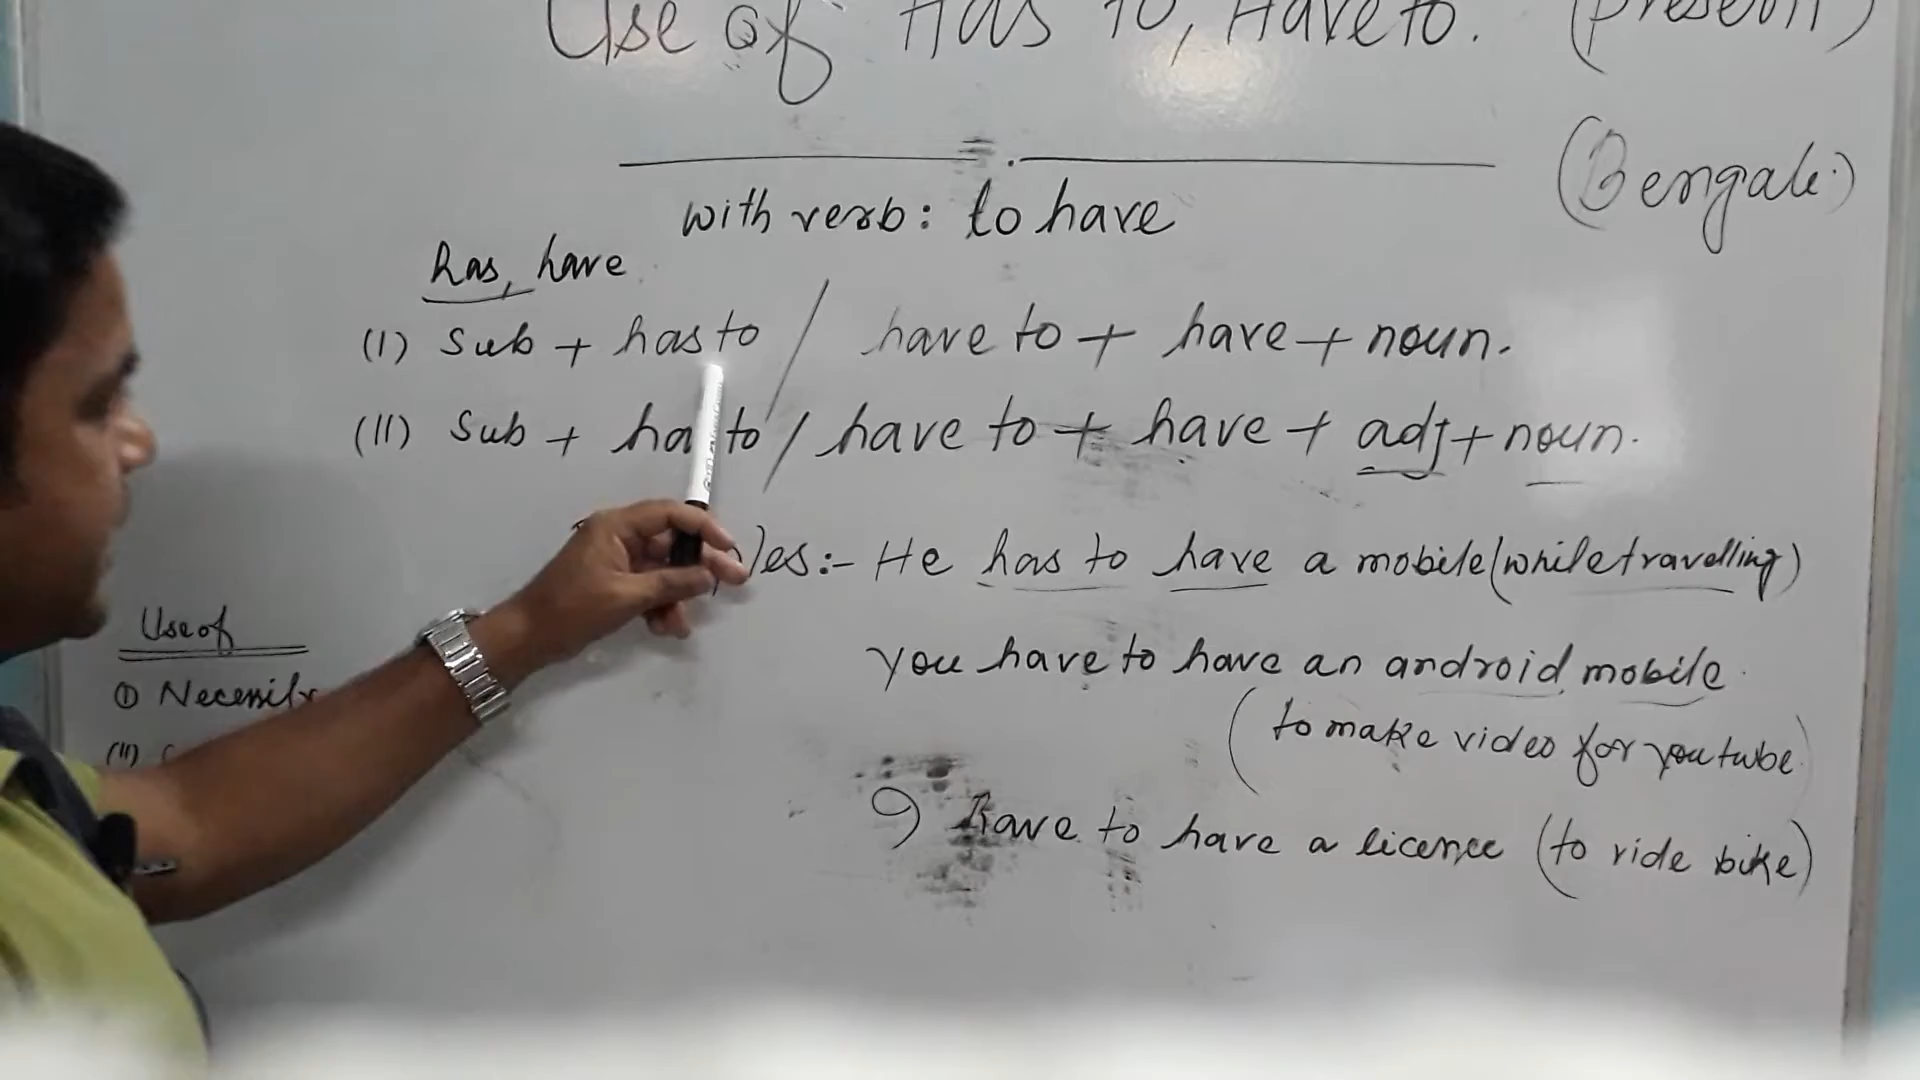 Use of Has to, Have to. (Present)
(Bengali)
with verb: to have
has, have
(I) Sub + has to / have to + have + noun.
(II) Sub + ha to / have to + have + adj + noun.
les:- He has to have a mobile (while travelling)
You have to have an android mobile.
(to make video for youtube)
I have to have a licence (to ride bike)
Use of
(I) Necessity
(II)